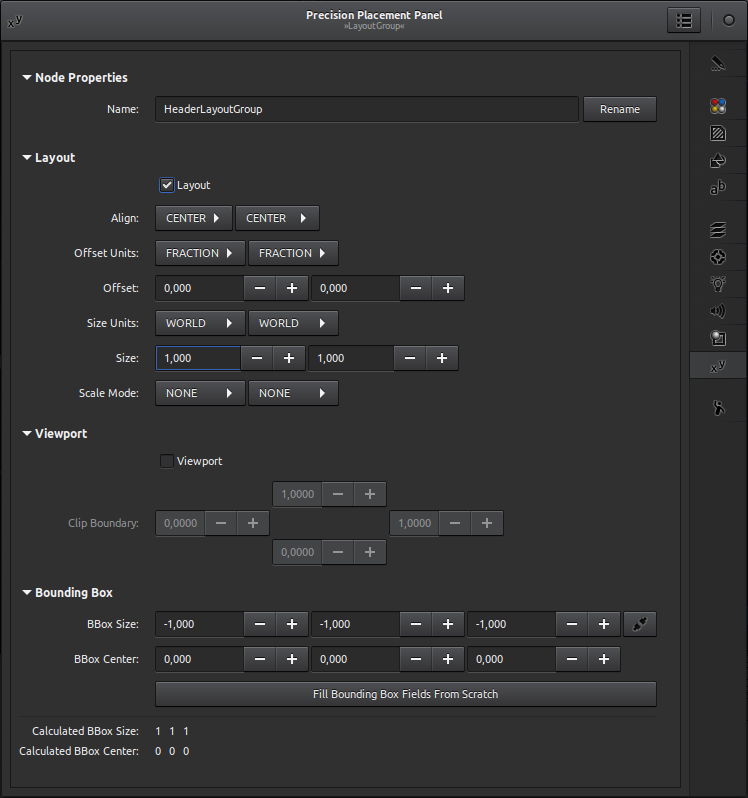 xy
Precision Placement Panel
»LayoutGroup«
Node Properties
Name: HeaderLayoutGroup Rename
Layout
Layout
Align: CENTER CENTER
Offset Units: FRACTION FRACTION
Offset: 0,000 − + 0,000 − +
Size Units: WORLD WORLD
Size: 1,000 − + 1,000 − +
Scale Mode: NONE NONE
Viewport
Viewport
1,0000 − +
Clip Boundary: 0,0000 − + 1,0000 − +
0,0000 − +
Bounding Box
BBox Size: -1,000 − + -1,000 − + -1,000 − +
BBox Center: 0,000 − + 0,000 − + 0,000 − +
Fill Bounding Box Fields From Scratch
Calculated BBox Size: 1 1 1
Calculated BBox Center: 0 0 0
ab
xy